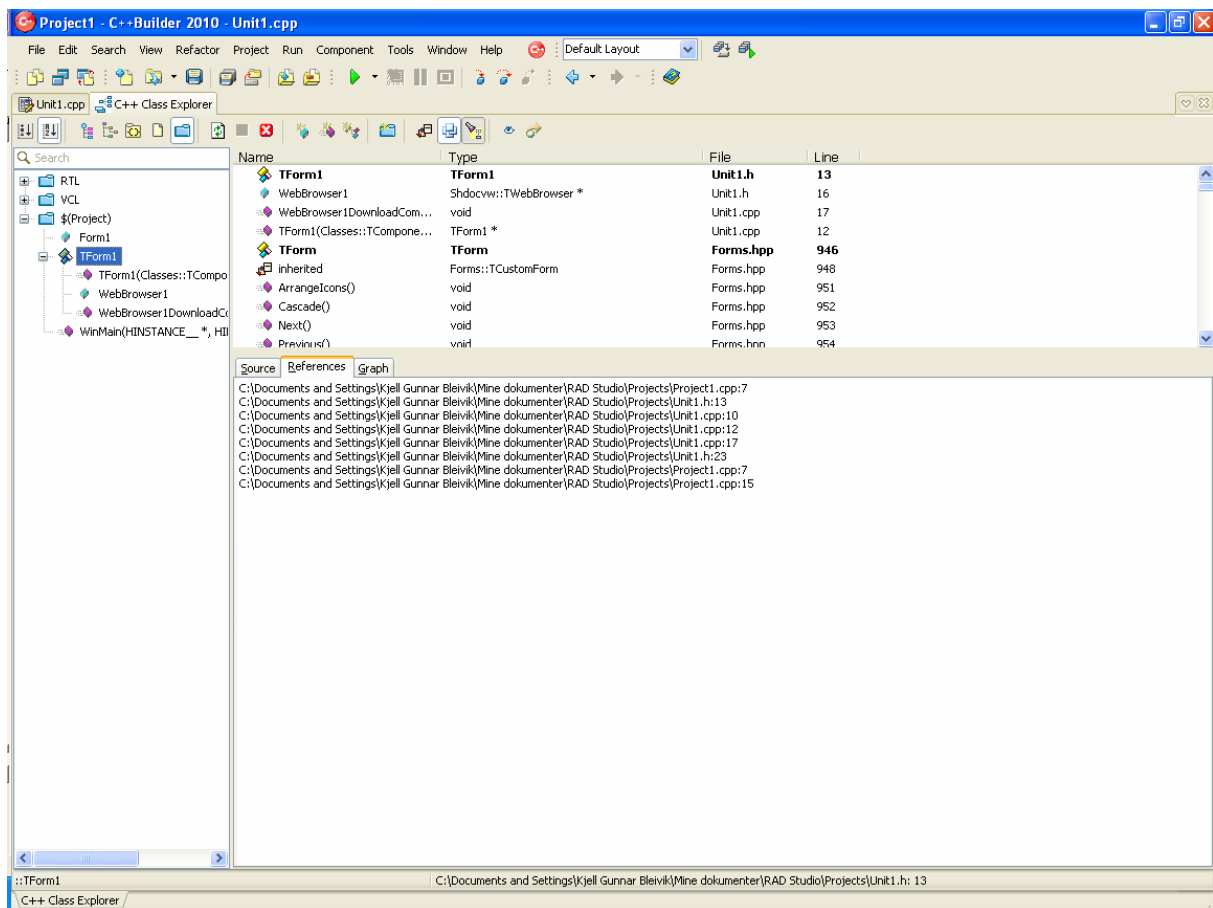 Project1 - C++Builder 2010 - Unit1.cpp
File Edit Search View Refactor Project Run Component Tools Window Help Default Layout
Unit1.cpp C++ Class Explorer
Search
RTL
VCL
$(Project)
Form1
TForm1
TForm1(Classes::TCompo
WebBrowser1
WebBrowser1DownloadCo
WinMain(HINSTANCE__ *, HI
Name Type File Line
TForm1 TForm1 Unit1.h 13
WebBrowser1 Shdocvw::TWebBrowser * Unit1.h 16
WebBrowser1DownloadCom... void Unit1.cpp 17
TForm1(Classes::TCompone... TForm1 * Unit1.cpp 12
TForm TForm Forms.hpp 946
inherited Forms::TCustomForm Forms.hpp 948
ArrangeIcons() void Forms.hpp 951
Cascade() void Forms.hpp 952
Next() void Forms.hpp 953
Previous() void Forms.hpp 954
Source References Graph
C:\Documents and Settings\Kjell Gunnar Bleivik\Mine dokumenter\RAD Studio\Projects\Project1.cpp:7
C:\Documents and Settings\Kjell Gunnar Bleivik\Mine dokumenter\RAD Studio\Projects\Unit1.h:13
C:\Documents and Settings\Kjell Gunnar Bleivik\Mine dokumenter\RAD Studio\Projects\Unit1.cpp:10
C:\Documents and Settings\Kjell Gunnar Bleivik\Mine dokumenter\RAD Studio\Projects\Unit1.cpp:12
C:\Documents and Settings\Kjell Gunnar Bleivik\Mine dokumenter\RAD Studio\Projects\Unit1.cpp:17
C:\Documents and Settings\Kjell Gunnar Bleivik\Mine dokumenter\RAD Studio\Projects\Unit1.h:23
C:\Documents and Settings\Kjell Gunnar Bleivik\Mine dokumenter\RAD Studio\Projects\Project1.cpp:7
C:\Documents and Settings\Kjell Gunnar Bleivik\Mine dokumenter\RAD Studio\Projects\Project1.cpp:15
::TForm1 C:\Documents and Settings\Kjell Gunnar Bleivik\Mine dokumenter\RAD Studio\Projects\Unit1.h: 13
C++ Class Explorer